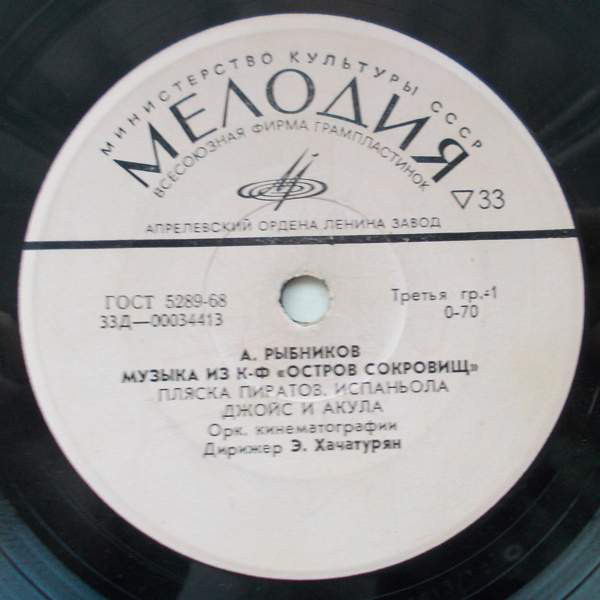 МИНИСТЕРСТВО КУЛЬТУРЫ СССР
МЕЛОДИЯ
ВСЕСОЮЗНАЯ ФИРМА ГРАМПЛАСТИНОК
▽33
АПРЕЛЕВСКИЙ ОРДЕНА ЛЕНИНА ЗАВОД
ГОСТ 5289-68
33Д—00034413
Третья гр.-1
0-70
А. РЫБНИКОВ
МУЗЫКА ИЗ К-Ф «ОСТРОВ СОКРОВИЩ»
ПЛЯСКА ПИРАТОВ, ИСПАНЬОЛА
ДЖОЙС И АКУЛА
Орк. кинематографии
Дирижер Э. Хачатурян